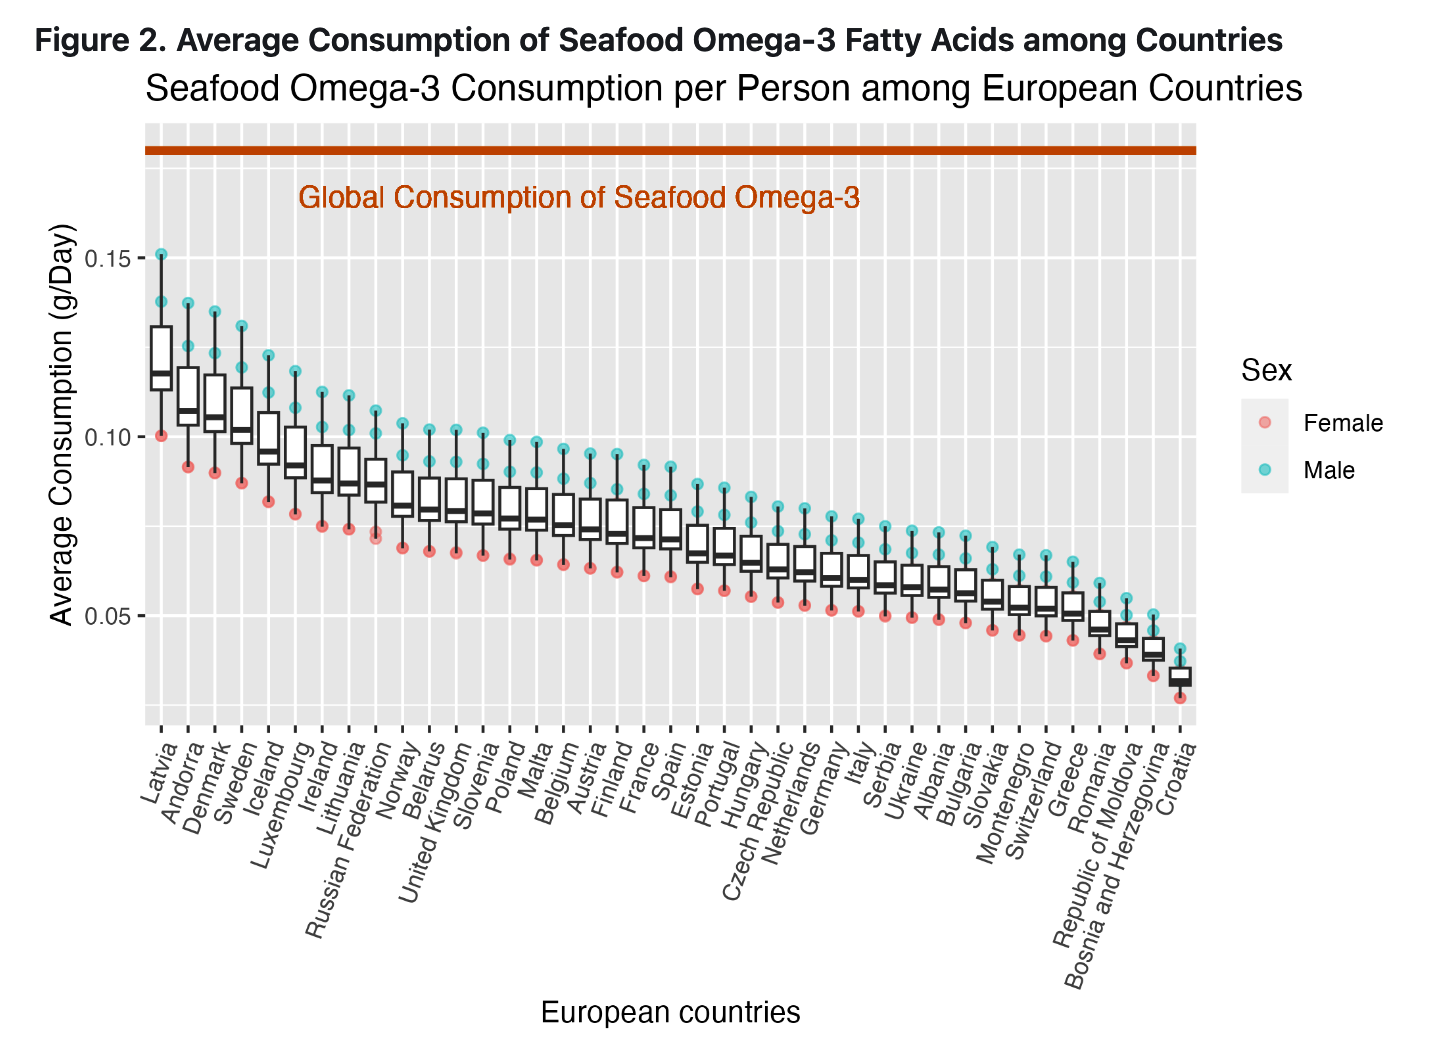 Figure 2. Average Consumption of Seafood Omega-3 Fatty Acids among Countries
Seafood Omega-3 Consumption per Person among European Countries
Global Consumption of Seafood Omega-3
Average Consumption (g/Day)
0.15
0.10
0.05
Sex
Female
Male
Latvia
Andorra
Denmark
Sweden
Iceland
Luxembourg
Ireland
Lithuania
Russian Federation
Norway
Belarus
United Kingdom
Slovenia
Poland
Malta
Belgium
Austria
Finland
France
Spain
Estonia
Portugal
Hungary
Czech Republic
Netherlands
Germany
Italy
Serbia
Ukraine
Albania
Bulgaria
Slovakia
Montenegro
Switzerland
Greece
Romania
Republic of Moldova
Bosnia and Herzegovina
Croatia
European countries